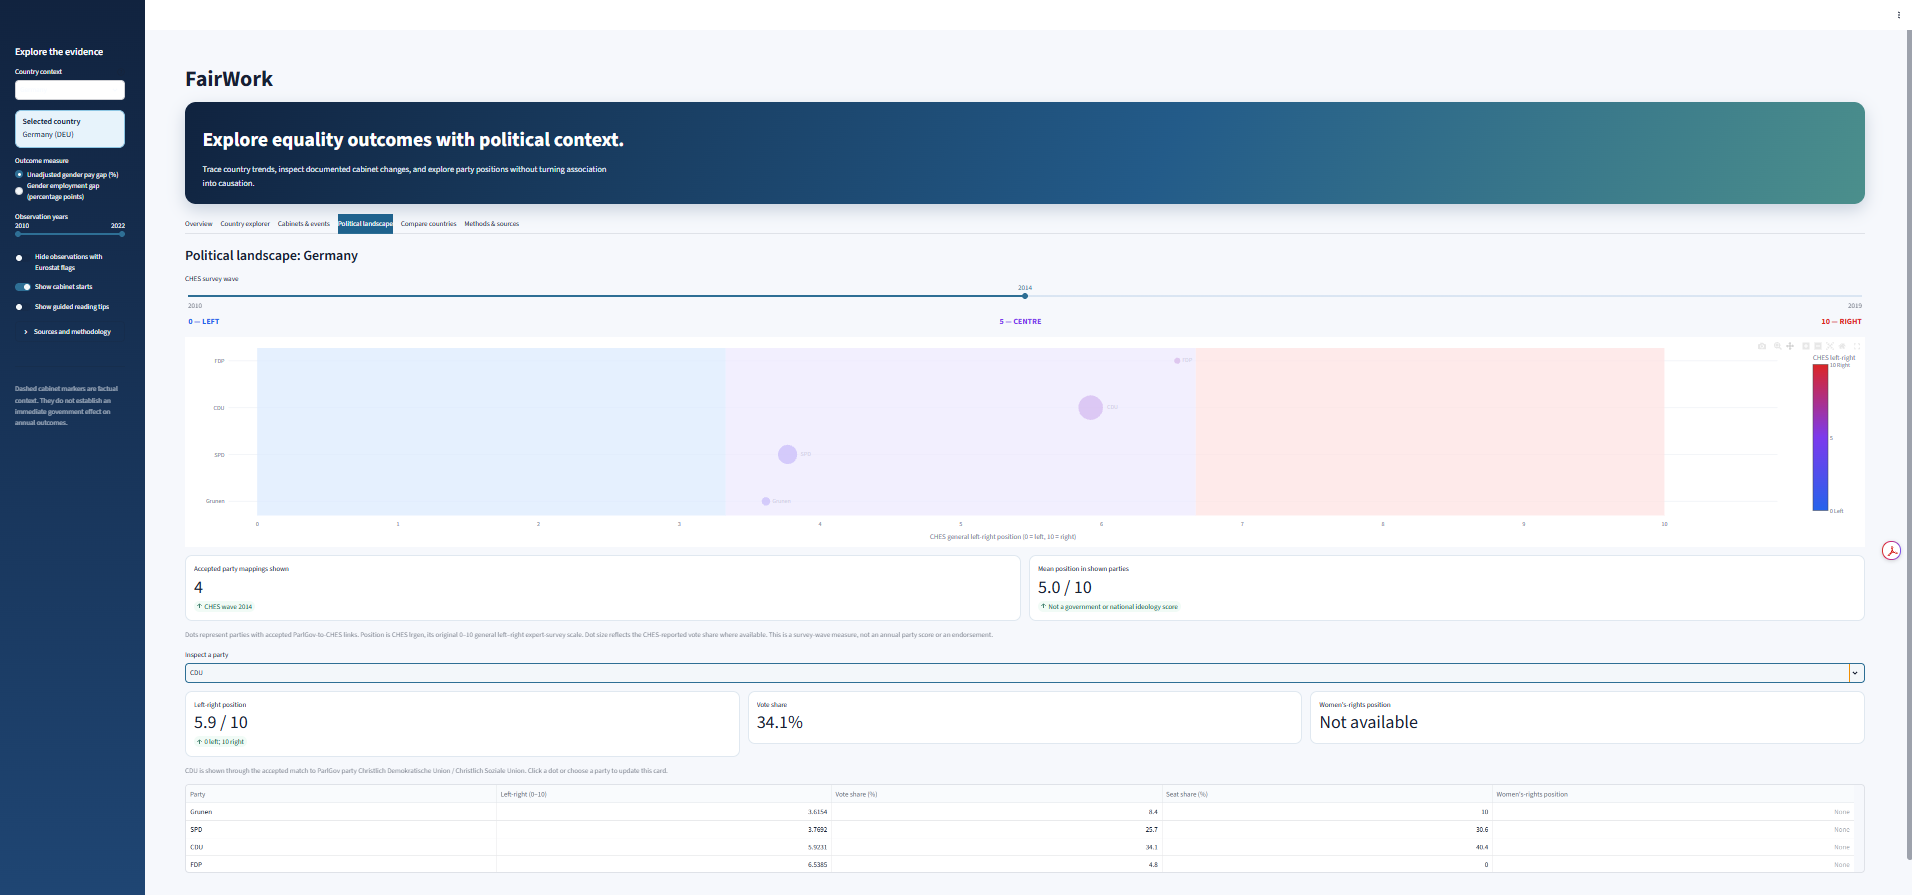 Explore the evidence
Country context
Selected country
Germany (DEU)
Outcome measure
Unadjusted gender pay gap (%)
Gender employment gap
(percentage points)
Observation years
2010 2022
Hide observations with
Eurostat flags
Show cabinet starts
Show guided reading tips
Sources and methodology
Dashed cabinet markers are factual
context. They do not establish an
immediate government effect on
annual outcomes.
FairWork
Explore equality outcomes with political context.
Trace country trends, inspect documented cabinet changes, and explore party positions without turning association
into causation.
Overview Country explorer Cabinets & events Political landscape Compare countries Methods & sources
Political landscape: Germany
CHES survey wave
2014
2010 2019
0 — LEFT 5 — CENTRE 10 — RIGHT
CHES left-right
10 Right
FDP FDP
CDU CDU
5
SPD SPD
Grunen Grunen
0 Left
0 1 2 3 4 5 6 7 8 9 10
CHES general left-right position (0 = left, 10 = right)
Accepted party mappings shown
4
↑ CHES wave 2014
Mean position in shown parties
5.0 / 10
↑ Not a government or national ideology score
Dots represent parties with accepted ParlGov-to-CHES links. Position is CHES lrgen, its original 0–10 general left–right expert-survey scale. Dot size reflects the CHES-reported vote share where available. This is a survey-wave measure, not an annual party score or an endorsement.
Inspect a party
CDU
Left-right position
5.9 / 10
↑ 0 left; 10 right
Vote share
34.1%
Women's-rights position
Not available
CDU is shown through the accepted match to ParlGov party Christlich Demokratische Union / Christlich Soziale Union. Click a dot or choose a party to update this card.
Party Left-right (0–10) Vote share (%) Seat share (%) Women's-rights position
Grunen 3.6154 8.4 10 None
SPD 3.7692 25.7 30.6 None
CDU 5.9231 34.1 40.4 None
FDP 6.5385 4.8 0 None